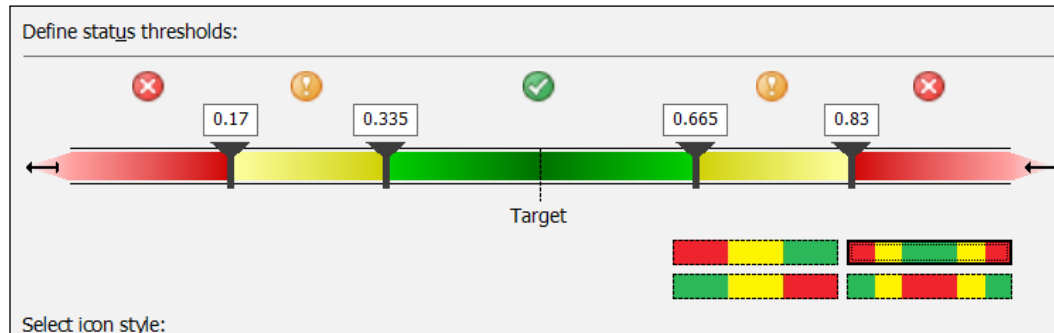 Define status thresholds:
0.17
0.335
0.665
0.83
Target
Select icon style: